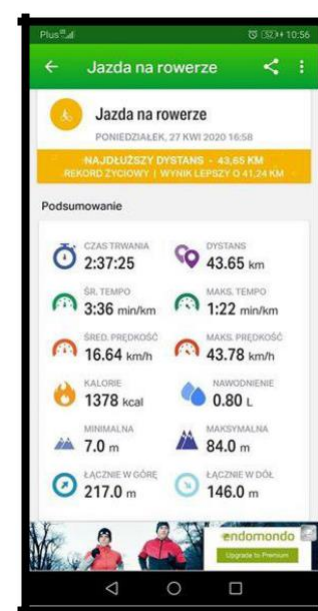 Plus
52
10:56
Jazda na rowerze
Jazda na rowerze
PONIEDZIAŁEK, 27 KWI 2020 16:58
NAJDŁUŻSZY DYSTANS - 43,65 KM
REKORD ŻYCIOWY | WYNIK LEPSZY O 41,24 KM
Podsumowanie
CZAS TRWANIA
2:37:25
DYSTANS
43.65 km
ŚR. TEMPO
3:36 min/km
MAKS. TEMPO
1:22 min/km
ŚRED. PRĘDKOŚĆ
16.64 km/h
MAKS. PRĘDKOŚĆ
43.78 km/h
KALORIE
1378 kcal
NAWODNIENIE
0.80 L
MINIMALNA
7.0 m
MAKSYMALNA
84.0 m
ŁĄCZNIE W GÓRĘ
217.0 m
ŁĄCZNIE W DÓŁ
146.0 m
endomondo
Upgrade to Premium